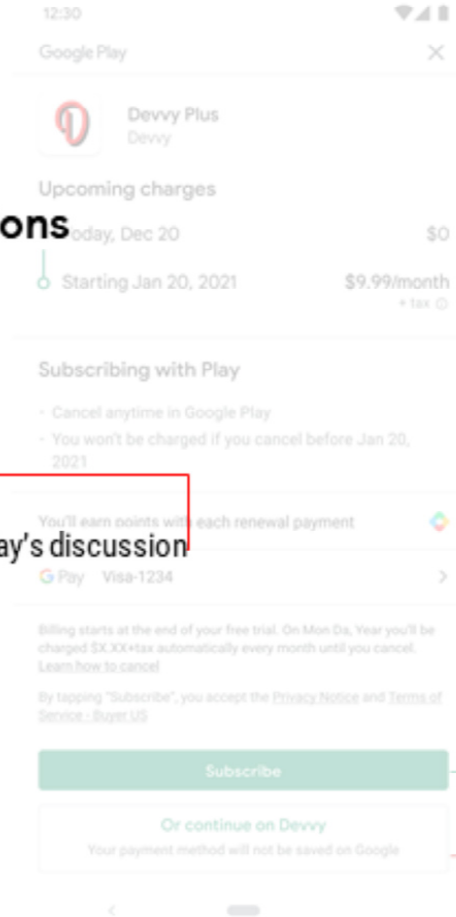 12:30
Google Play
Devvy Plus
Devvy
Upcoming charges
ons
oday, Dec 20 $0
Starting Jan 20, 2021 $9.99/month
+ tax
Subscribing with Play
• Cancel anytime in Google Play
• You won't be charged if you cancel before Jan 20,
2021
You'll earn points with each renewal payment
ay's discussion
G Pay Visa-1234
Billing starts at the end of your free trial. On Mon Da, Year you'll be
charged $X.XX+tax automatically every month until you cancel.
Learn how to cancel
By tapping "Subscribe", you accept the Privacy Notice and Terms of
Service - Buyer US
Subscribe
Or continue on Devvy
Your payment method will not be saved on Google